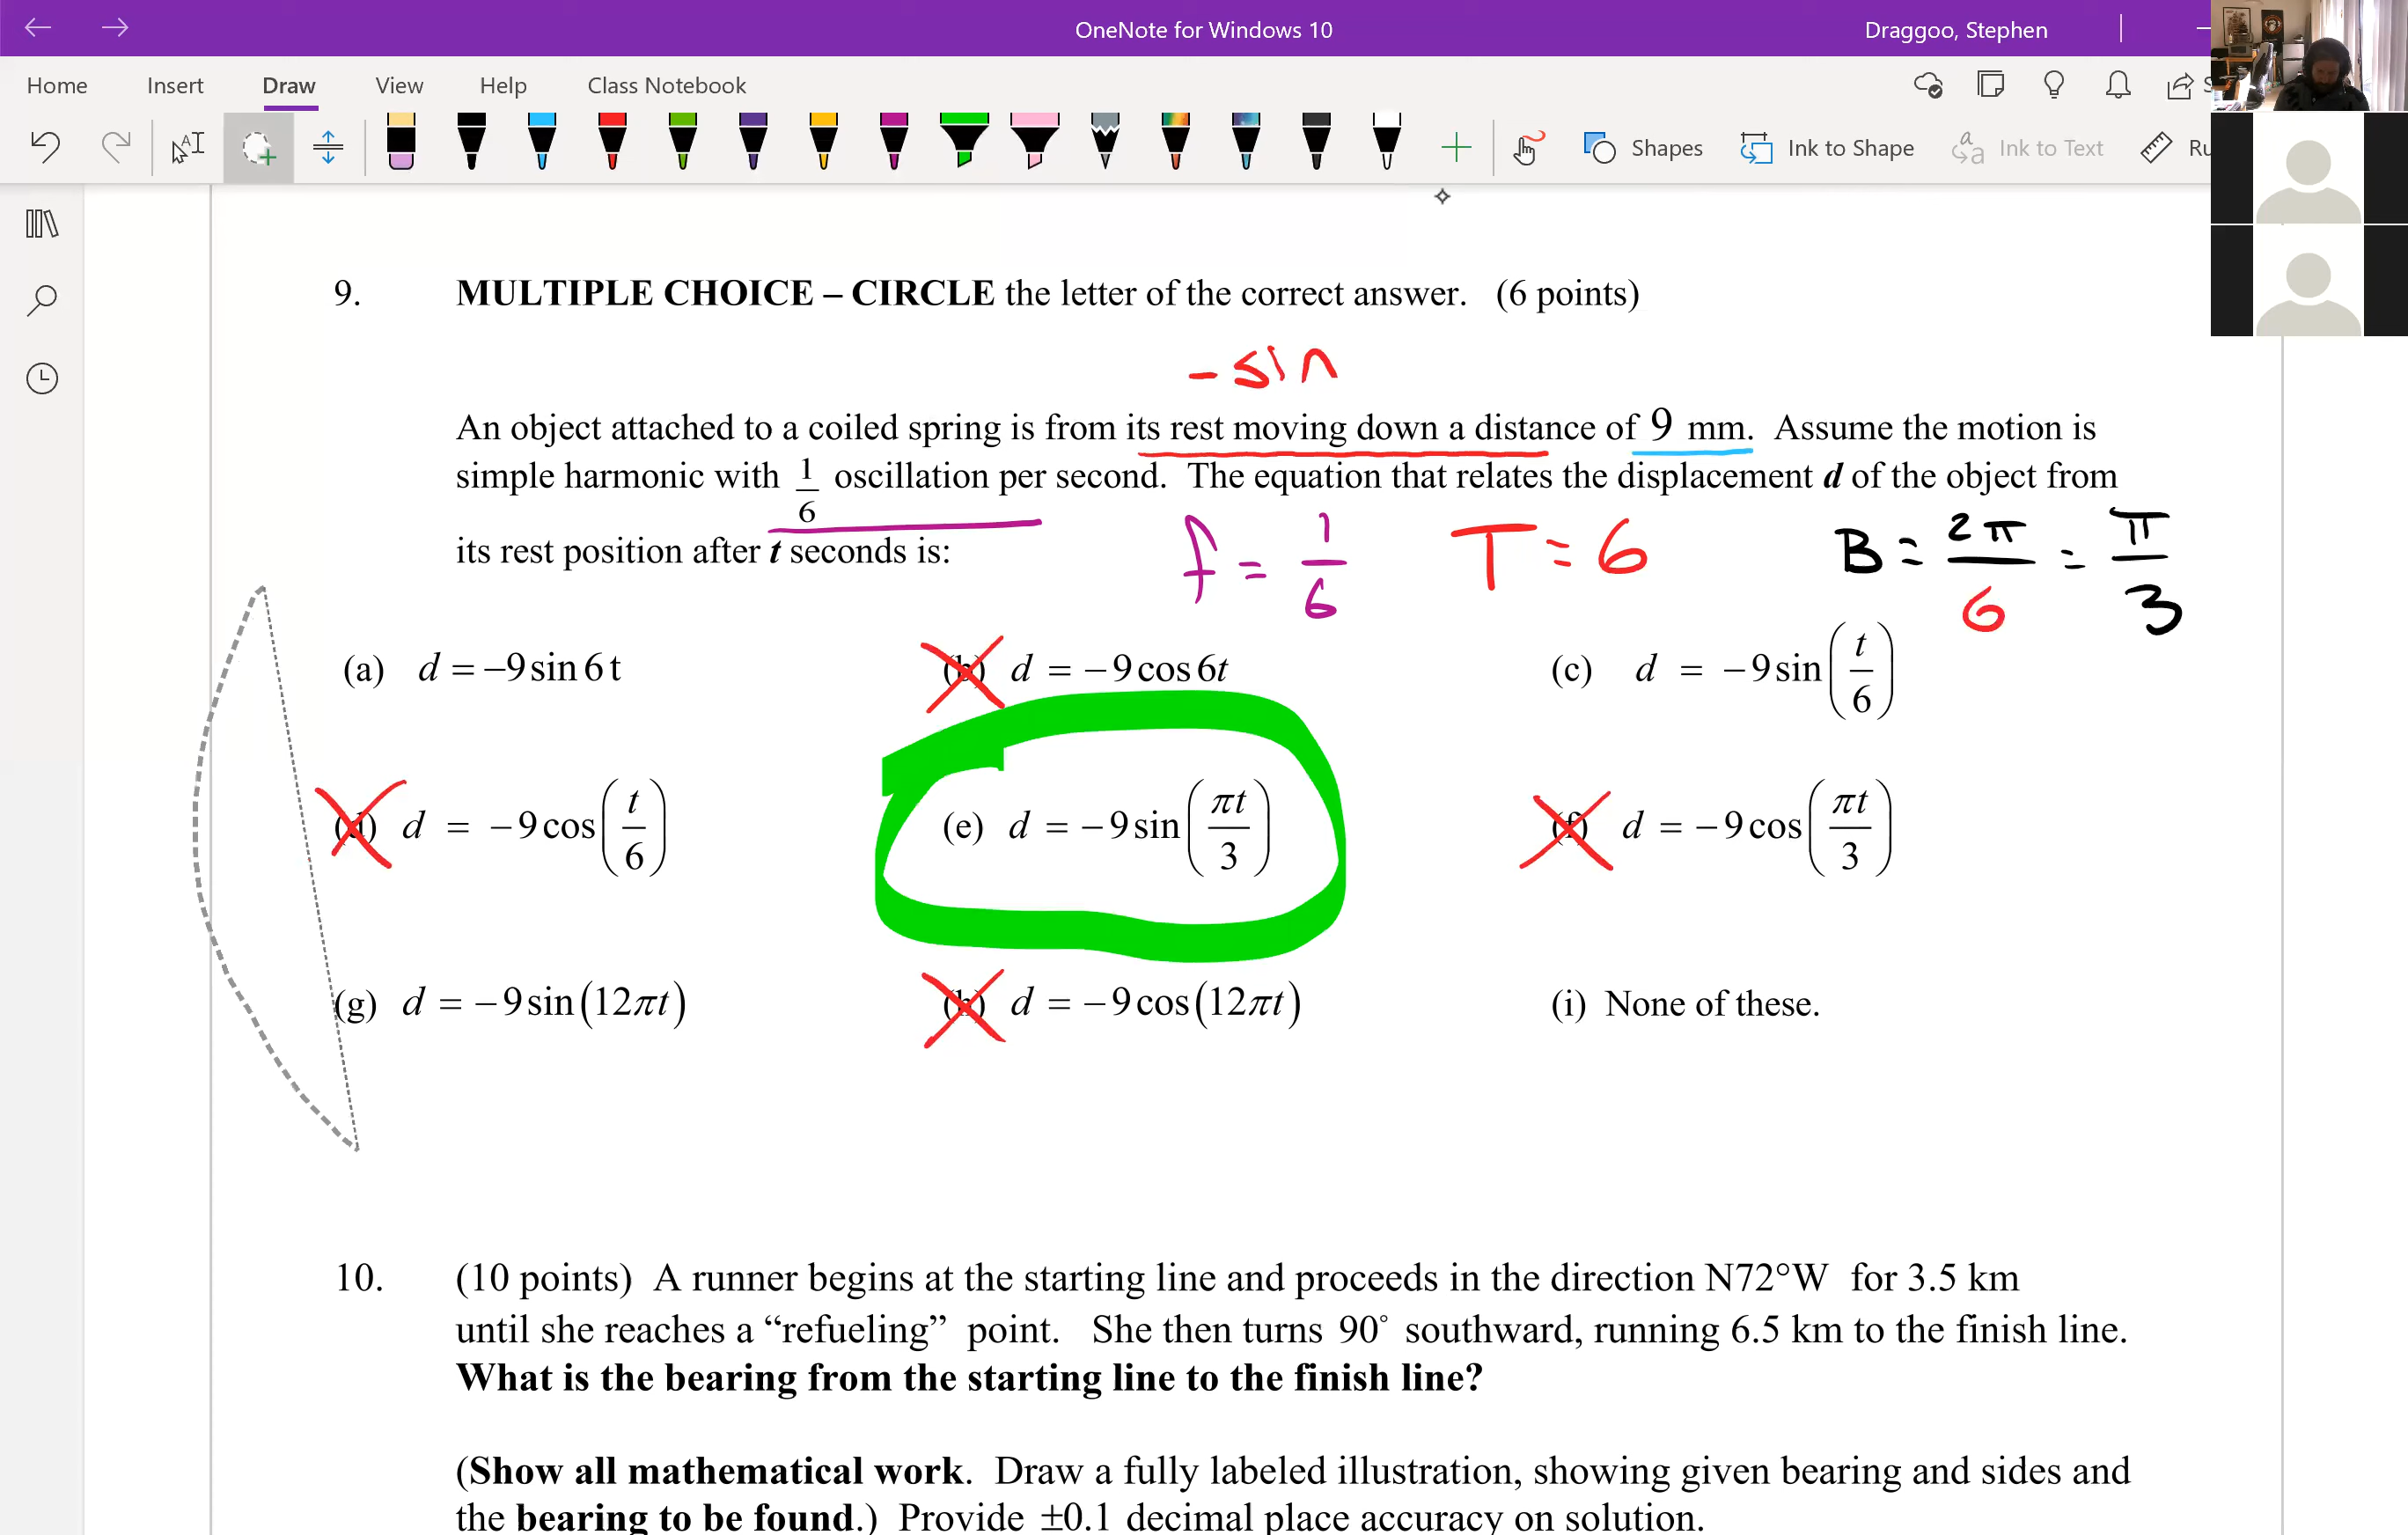 OneNote for Windows 10
Draggoo, Stephen
Home Insert Draw View Help Class Notebook
Shapes Ink to Shape Ink to Text Ru
9. MULTIPLE CHOICE – CIRCLE the letter of the correct answer. (6 points)
- sin
An object attached to a coiled spring is from its rest moving down a distance of 9 mm. Assume the motion is
simple harmonic with 1/6 oscillation per second. The equation that relates the displacement d of the object from
its rest position after t seconds is:
f = 1/6 T = 6 B = 2π/6 = π/3
(a) d = −9 sin 6t (b) d = −9 cos 6t (c) d = −9 sin(t/6)
(d) d = −9 cos(t/6) (e) d = −9 sin(πt/3) (f) d = −9 cos(πt/3)
(g) d = −9 sin(12πt) (h) d = −9 cos(12πt) (i) None of these.
10. (10 points) A runner begins at the starting line and proceeds in the direction N72°W for 3.5 km
until she reaches a “refueling” point. She then turns 90° southward, running 6.5 km to the finish line.
What is the bearing from the starting line to the finish line?
(Show all mathematical work. Draw a fully labeled illustration, showing given bearing and sides and
the bearing to be found.) Provide ±0.1 decimal place accuracy on solution.